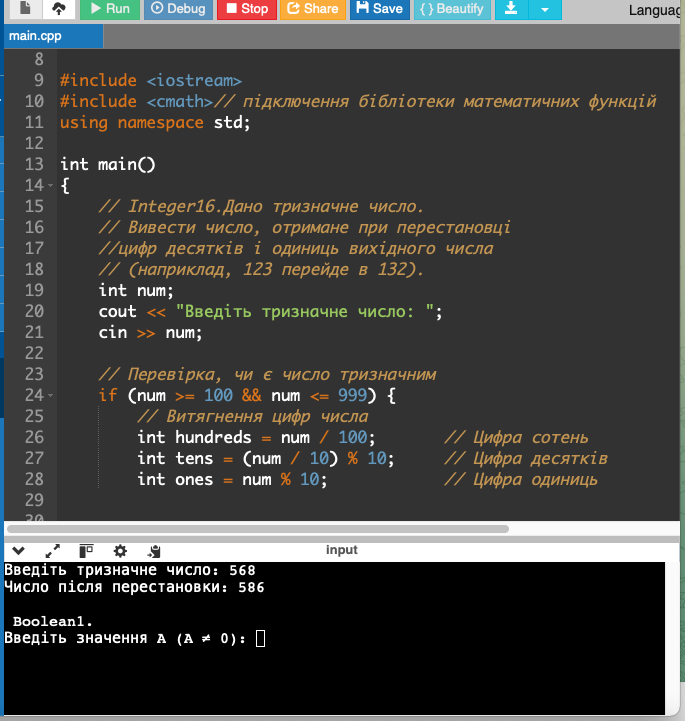 Run Debug Stop Share Save { } Beautify Languag
main.cpp
8
9 #include <iostream>
10 #include <cmath>// підключення бібліотеки математичних функцій
11 using namespace std;
12
13 int main()
14 {
15 // Integer16.Дано тризначне число.
16 // Вивести число, отримане при перестановці
17 //цифр десятків і одиниць вихідного числа
18 // (наприклад, 123 перейде в 132).
19 int num;
20 cout << "Введіть тризначне число: ";
21 cin >> num;
22
23 // Перевірка, чи є число тризначним
24 if (num >= 100 && num <= 999) {
25 // Витягнення цифр числа
26 int hundreds = num / 100; // Цифра сотень
27 int tens = (num / 10) % 10; // Цифра десятків
28 int ones = num % 10; // Цифра одиниць
29
30
input
Введіть тризначне число: 568
Число після перестановки: 586
Boolean1.
Введіть значення A (A ≠ 0):